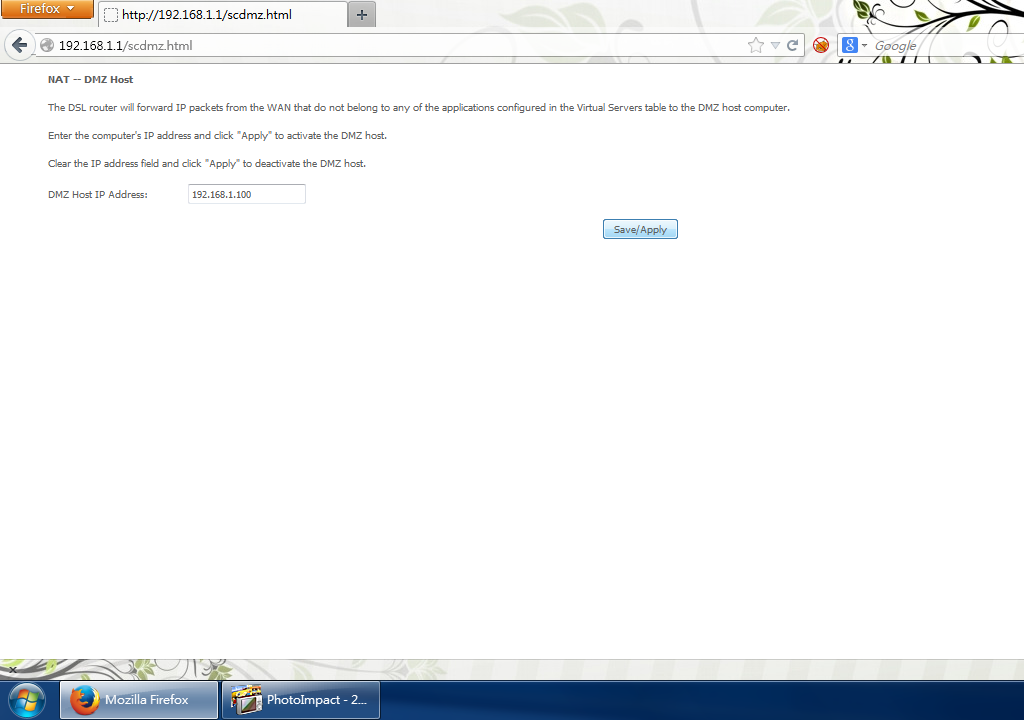 Firefox
http://192.168.1.1/scdmz.html
192.168.1.1/scdmz.html
Google
NAT -- DMZ Host
The DSL router will forward IP packets from the WAN that do not belong to any of the applications configured in the Virtual Servers table to the DMZ host computer.
Enter the computer's IP address and click "Apply" to activate the DMZ host.
Clear the IP address field and click "Apply" to deactivate the DMZ host.
DMZ Host IP Address: 192.168.1.100
Save/Apply
Mozilla Firefox
PhotoImpact - 2...